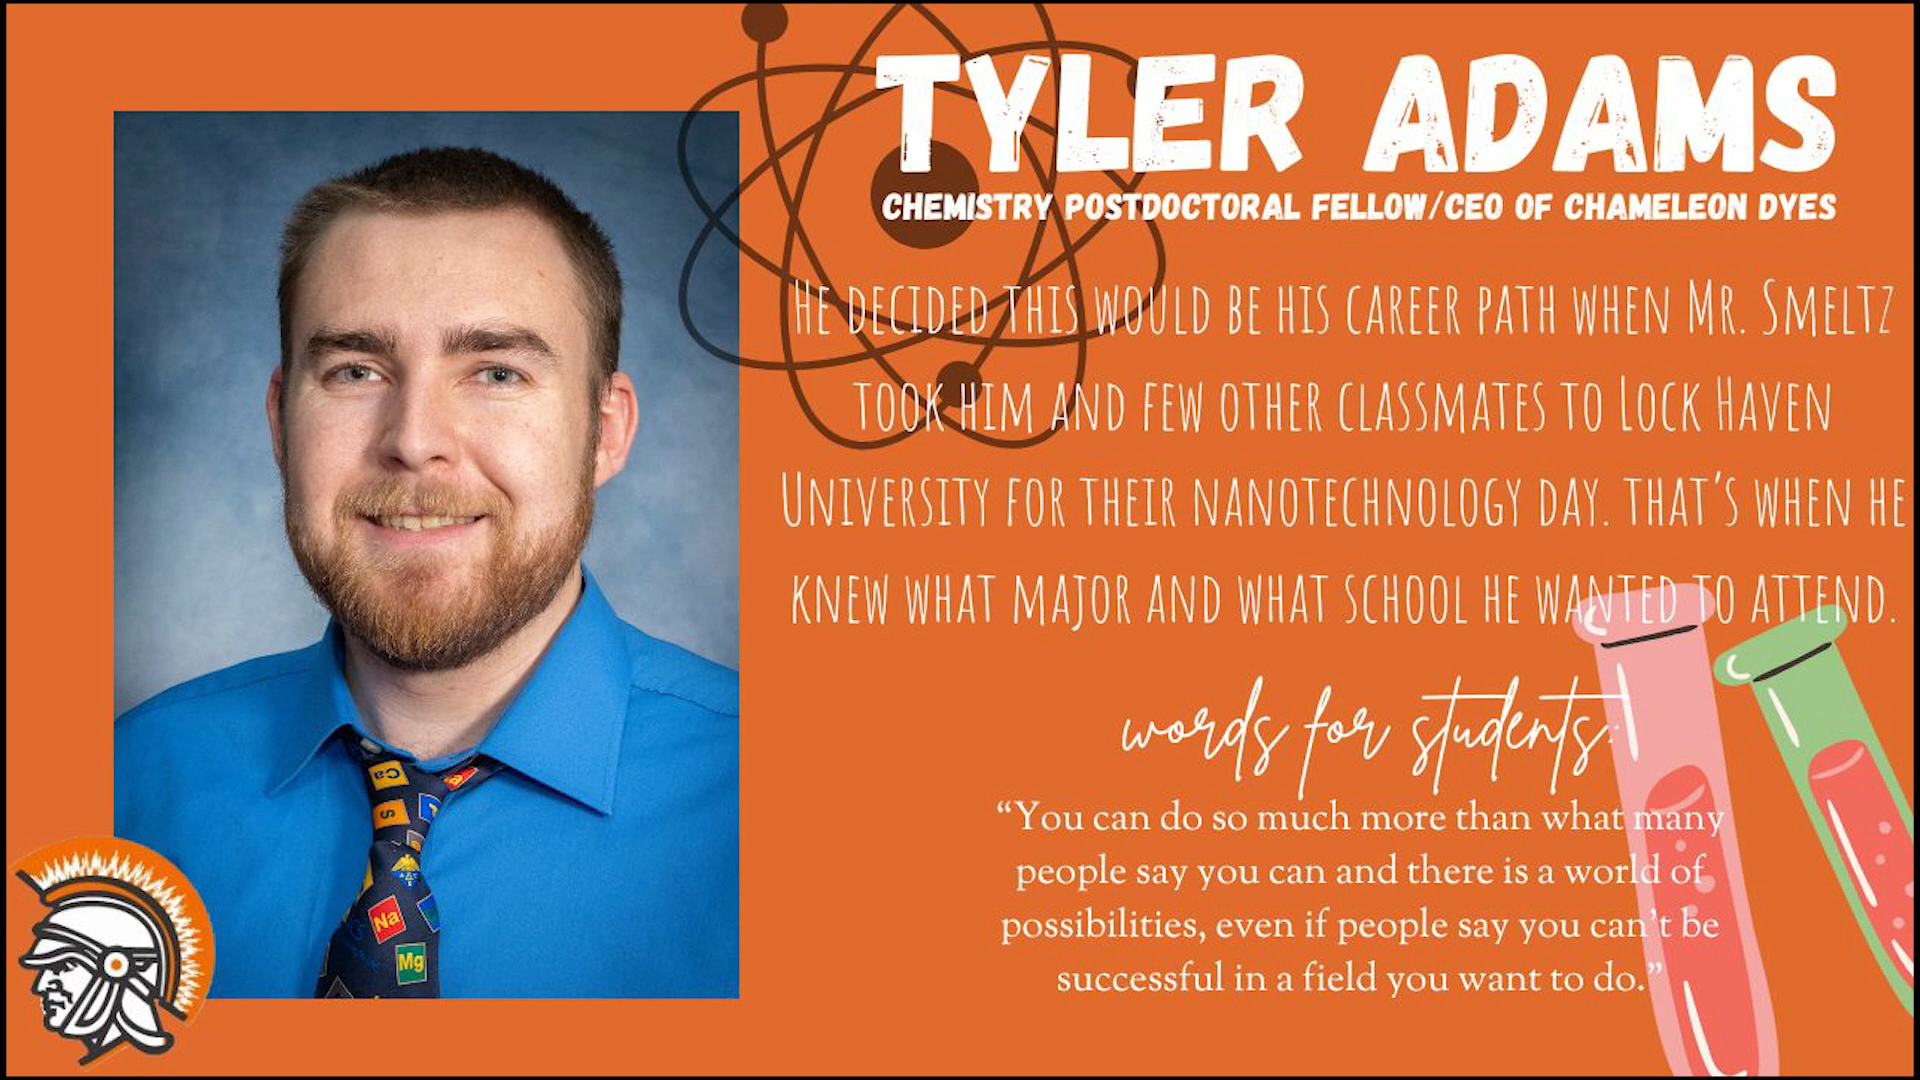 TYLER ADAMS
CHEMISTRY POSTDOCTORAL FELLOW/CEO OF CHAMELEON DYES
HE DECIDED THIS WOULD BE HIS CAREER PATH WHEN MR. SMELTZ
TOOK HIM AND FEW OTHER CLASSMATES TO LOCK HAVEN
UNIVERSITY FOR THEIR NANOTECHNOLOGY DAY. THAT'S WHEN HE
KNEW WHAT MAJOR AND WHAT SCHOOL HE WANTED TO ATTEND.
words for students:
“You can do so much more than what many
people say you can and there is a world of
possibilities, even if people say you can't be
successful in a field you want to do.”
Ca
S
Na
Mg